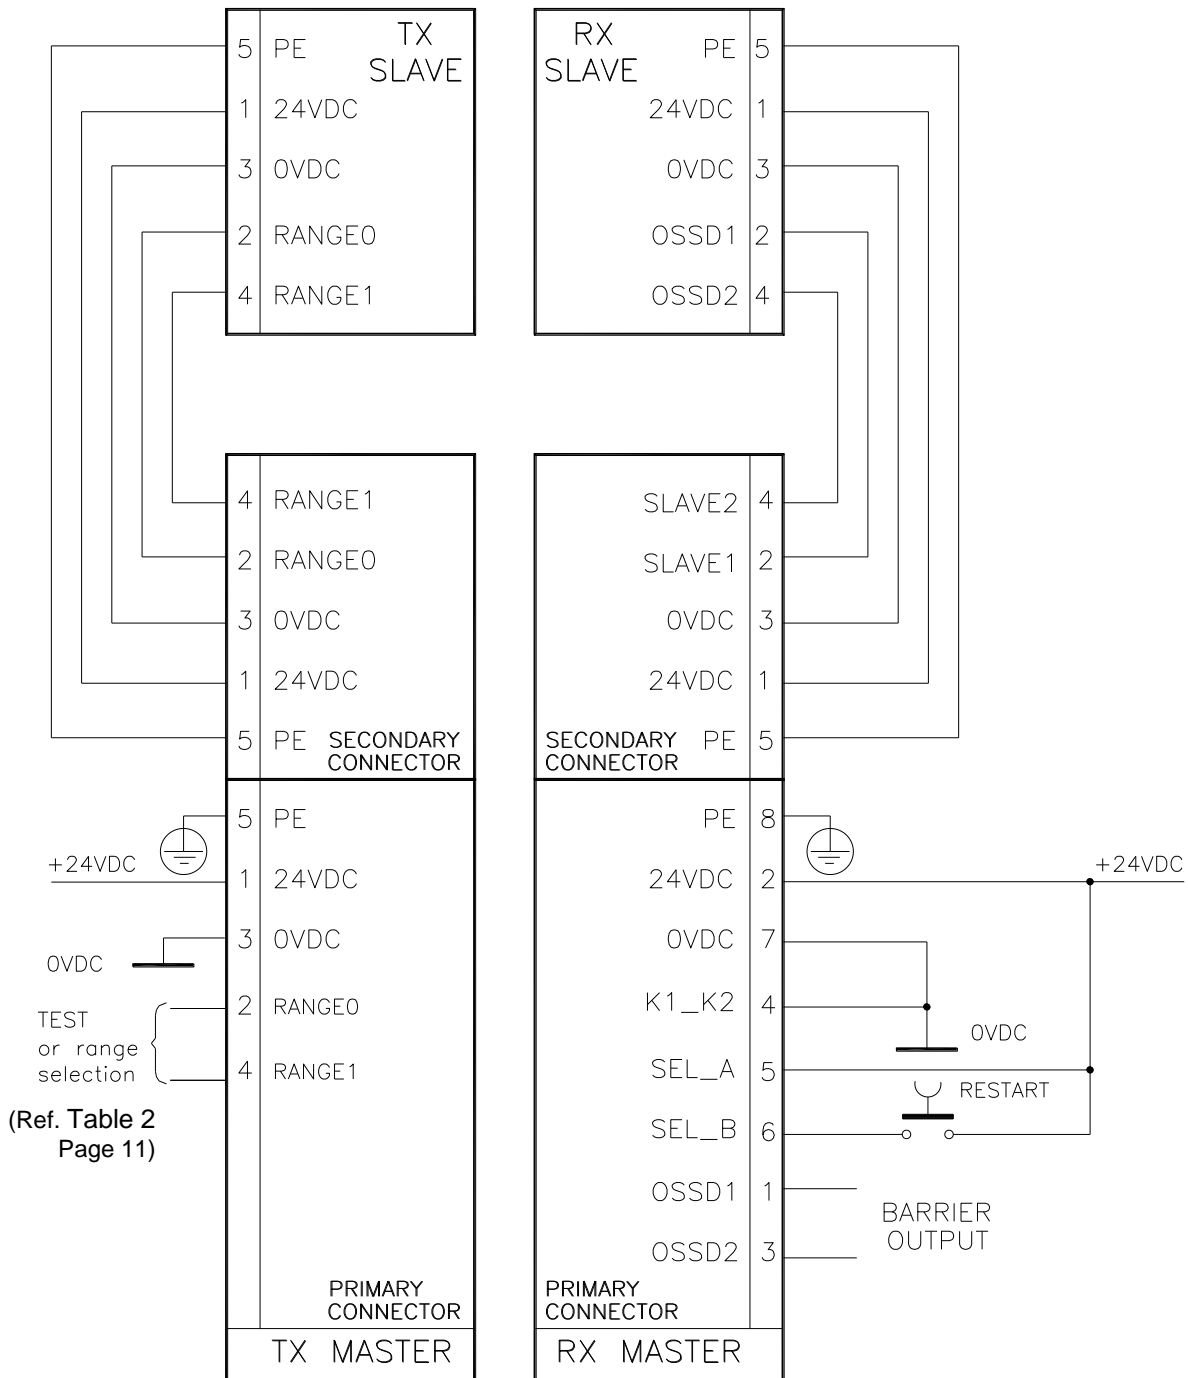 TX
SLAVE
5 PE
1 24VDC
3 0VDC
2 RANGE0
4 RANGE1
RX
SLAVE
PE 5
24VDC 1
0VDC 3
OSSD1 2
OSSD2 4
4 RANGE1
2 RANGE0
3 0VDC
1 24VDC
5 PE
SECONDARY
CONNECTOR
SLAVE2 4
SLAVE1 2
0VDC 3
24VDC 1
PE 5
SECONDARY
CONNECTOR
5 PE
+24VDC
1 24VDC
3 0VDC
0VDC
2 RANGE0
4 RANGE1
TEST
or range
selection
(Ref. Table 2
Page 11)
PRIMARY
CONNECTOR
TX MASTER
PE 8
24VDC 2
+24VDC
0VDC 7
K1_K2 4
0VDC
SEL_A 5
RESTART
SEL_B 6
OSSD1 1
OSSD2 3
BARRIER
OUTPUT
PRIMARY
CONNECTOR
RX MASTER